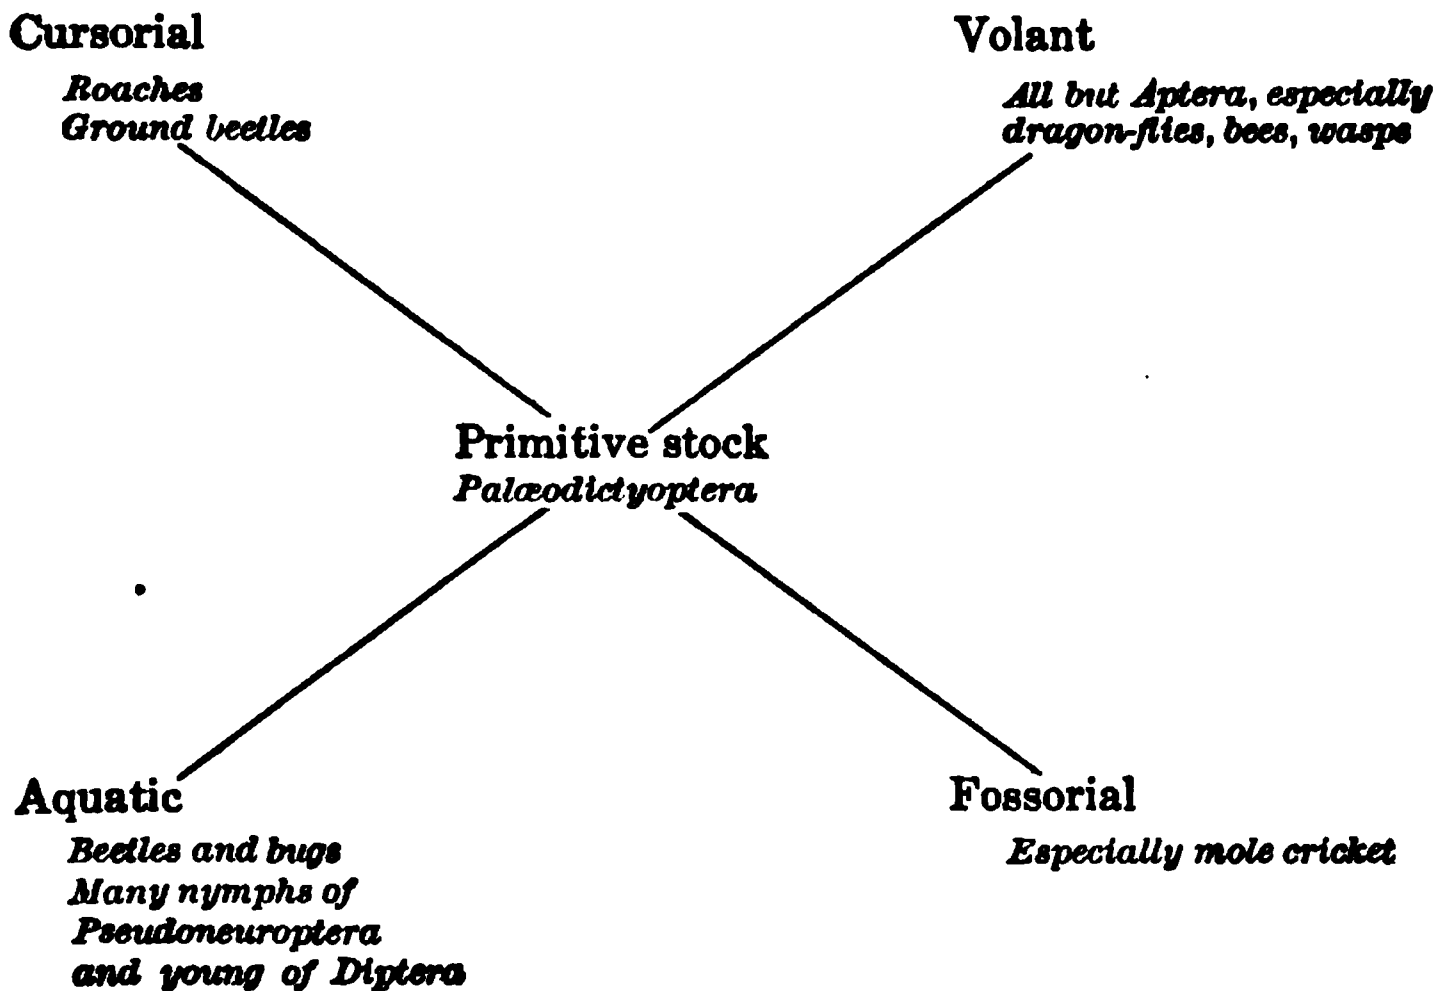 Cursorial
Roaches
Ground beetles
Volant
All but Aptera, especially
dragon-flies, bees, wasps
Primitive stock
Palæodictyoptera
Aquatic
Beetles and bugs
Many nymphs of
Pseudoneuroptera
and young of Diptera
Fossorial
Especially mole cricket